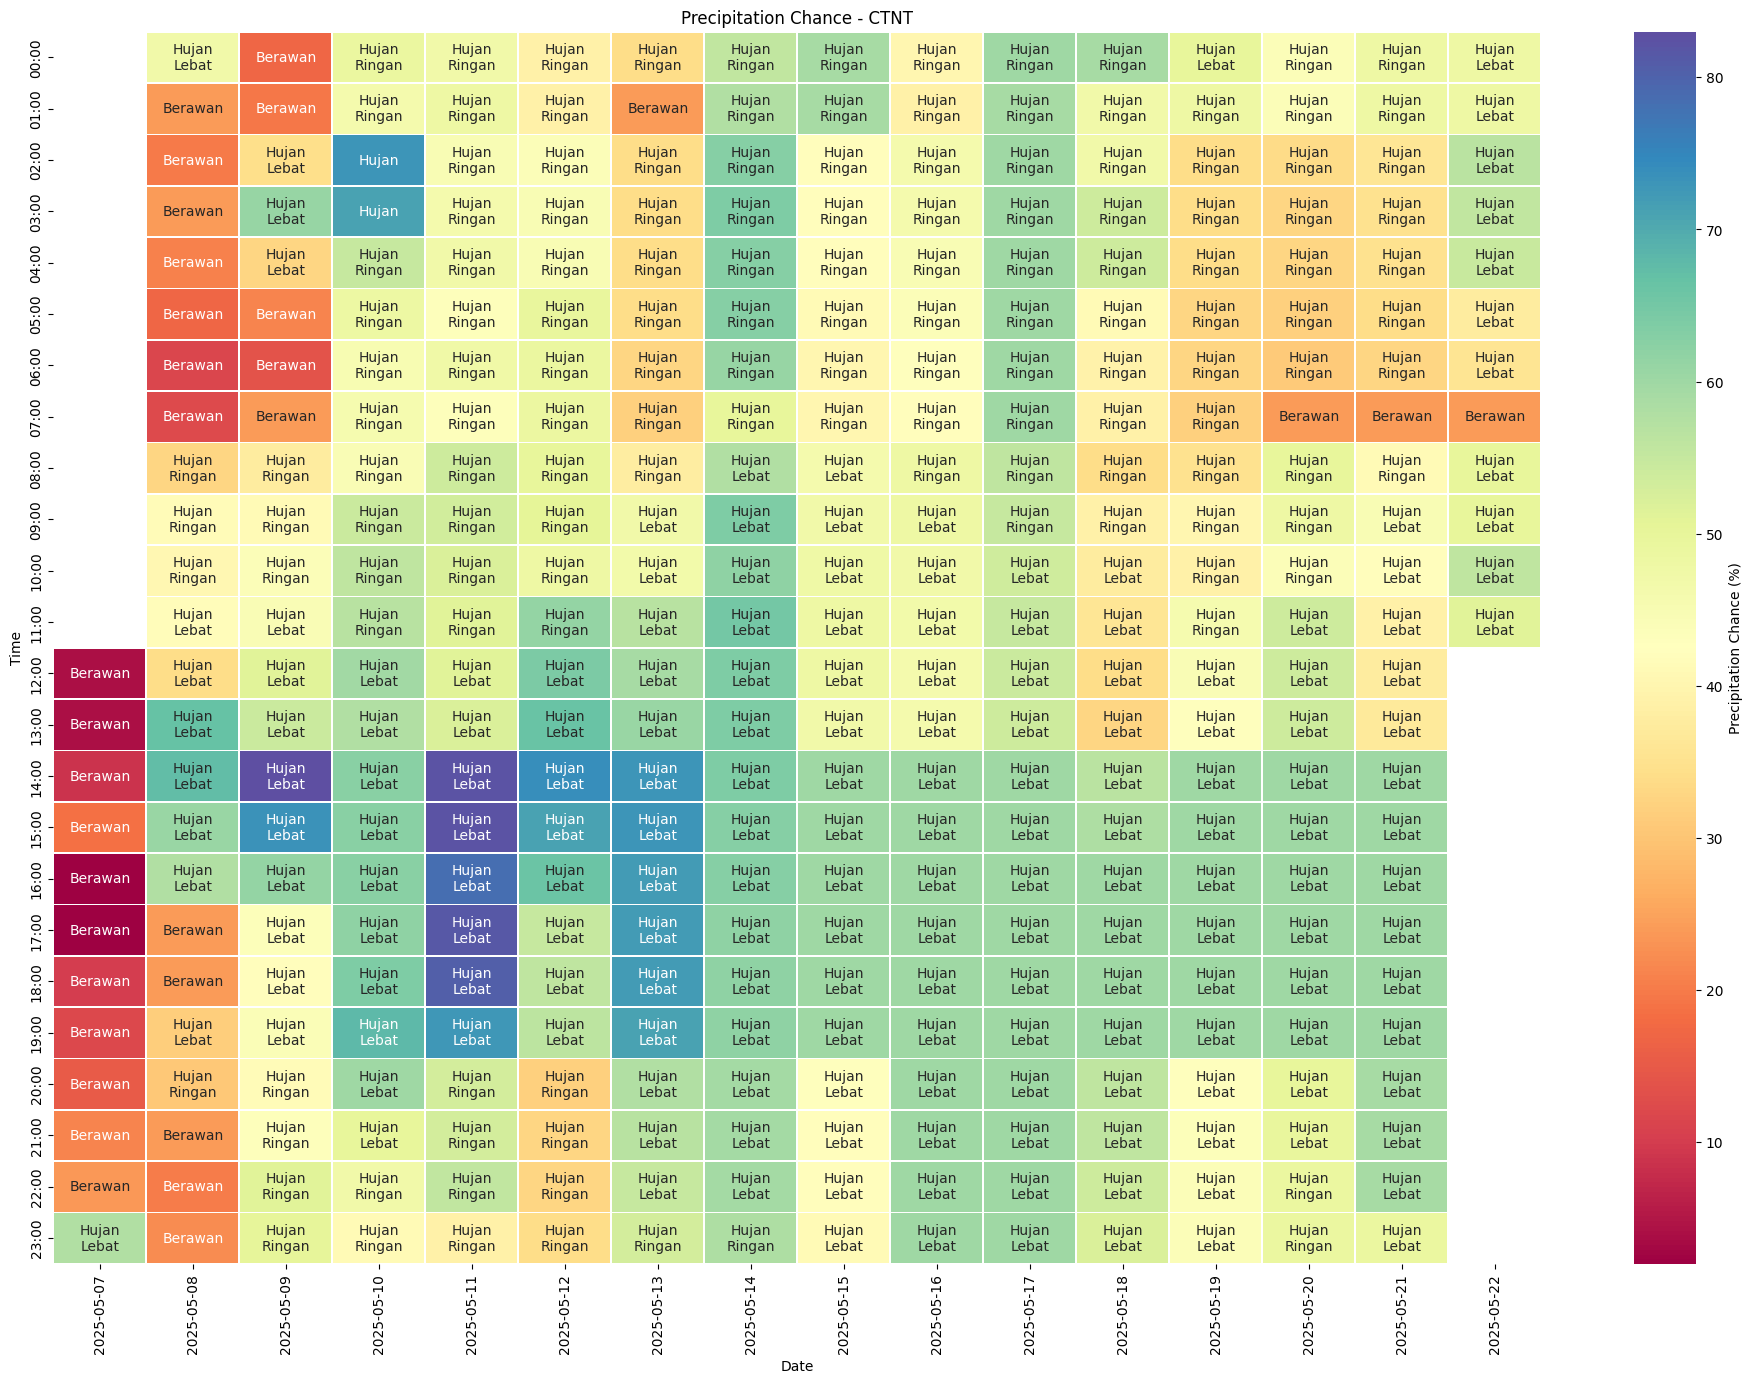 Precipitation Chance - CTNT
00:00 Hujan Lebat Berawan Hujan Ringan Hujan Ringan Hujan Ringan Hujan Ringan Hujan Ringan Hujan Ringan Hujan Ringan Hujan Ringan Hujan Ringan Hujan Lebat Hujan Ringan Hujan Ringan Hujan Lebat
01:00 Berawan Berawan Hujan Ringan Hujan Ringan Hujan Ringan Berawan Hujan Ringan Hujan Ringan Hujan Ringan Hujan Ringan Hujan Ringan Hujan Ringan Hujan Ringan Hujan Ringan Hujan Lebat
02:00 Berawan Hujan Lebat Hujan Hujan Ringan Hujan Ringan Hujan Ringan Hujan Ringan Hujan Ringan Hujan Ringan Hujan Ringan Hujan Ringan Hujan Ringan Hujan Ringan Hujan Ringan Hujan Lebat
03:00 Berawan Hujan Lebat Hujan Hujan Ringan Hujan Ringan Hujan Ringan Hujan Ringan Hujan Ringan Hujan Ringan Hujan Ringan Hujan Ringan Hujan Ringan Hujan Ringan Hujan Ringan Hujan Lebat
04:00 Berawan Hujan Lebat Hujan Ringan Hujan Ringan Hujan Ringan Hujan Ringan Hujan Ringan Hujan Ringan Hujan Ringan Hujan Ringan Hujan Ringan Hujan Ringan Hujan Ringan Hujan Ringan Hujan Lebat
05:00 Berawan Berawan Hujan Ringan Hujan Ringan Hujan Ringan Hujan Ringan Hujan Ringan Hujan Ringan Hujan Ringan Hujan Ringan Hujan Ringan Hujan Ringan Hujan Ringan Hujan Ringan Hujan Lebat
06:00 Berawan Berawan Hujan Ringan Hujan Ringan Hujan Ringan Hujan Ringan Hujan Ringan Hujan Ringan Hujan Ringan Hujan Ringan Hujan Ringan Hujan Ringan Hujan Ringan Hujan Ringan Hujan Lebat
07:00 Berawan Berawan Hujan Ringan Hujan Ringan Hujan Ringan Hujan Ringan Hujan Ringan Hujan Ringan Hujan Ringan Hujan Ringan Hujan Ringan Hujan Ringan Berawan Berawan Berawan
08:00 Hujan Ringan Hujan Ringan Hujan Ringan Hujan Ringan Hujan Ringan Hujan Ringan Hujan Lebat Hujan Lebat Hujan Ringan Hujan Ringan Hujan Ringan Hujan Ringan Hujan Ringan Hujan Ringan Hujan Lebat
09:00 Hujan Ringan Hujan Ringan Hujan Ringan Hujan Ringan Hujan Ringan Hujan Lebat Hujan Lebat Hujan Lebat Hujan Lebat Hujan Ringan Hujan Ringan Hujan Ringan Hujan Ringan Hujan Lebat Hujan Lebat
10:00 Hujan Ringan Hujan Ringan Hujan Ringan Hujan Ringan Hujan Ringan Hujan Lebat Hujan Lebat Hujan Lebat Hujan Lebat Hujan Lebat Hujan Lebat Hujan Ringan Hujan Ringan Hujan Lebat Hujan Lebat
11:00 Hujan Lebat Hujan Lebat Hujan Ringan Hujan Ringan Hujan Ringan Hujan Lebat Hujan Lebat Hujan Lebat Hujan Lebat Hujan Lebat Hujan Lebat Hujan Ringan Hujan Lebat Hujan Lebat Hujan Lebat
12:00 Berawan Hujan Lebat Hujan Lebat Hujan Lebat Hujan Lebat Hujan Lebat Hujan Lebat Hujan Lebat Hujan Lebat Hujan Lebat Hujan Lebat Hujan Lebat Hujan Lebat Hujan Lebat Hujan Lebat
13:00 Berawan Hujan Lebat Hujan Lebat Hujan Lebat Hujan Lebat Hujan Lebat Hujan Lebat Hujan Lebat Hujan Lebat Hujan Lebat Hujan Lebat Hujan Lebat Hujan Lebat Hujan Lebat Hujan Lebat
14:00 Berawan Hujan Lebat Hujan Lebat Hujan Lebat Hujan Lebat Hujan Lebat Hujan Lebat Hujan Lebat Hujan Lebat Hujan Lebat Hujan Lebat Hujan Lebat Hujan Lebat Hujan Lebat Hujan Lebat
15:00 Berawan Hujan Lebat Hujan Lebat Hujan Lebat Hujan Lebat Hujan Lebat Hujan Lebat Hujan Lebat Hujan Lebat Hujan Lebat Hujan Lebat Hujan Lebat Hujan Lebat Hujan Lebat Hujan Lebat
16:00 Berawan Hujan Lebat Hujan Lebat Hujan Lebat Hujan Lebat Hujan Lebat Hujan Lebat Hujan Lebat Hujan Lebat Hujan Lebat Hujan Lebat Hujan Lebat Hujan Lebat Hujan Lebat Hujan Lebat
17:00 Berawan Berawan Hujan Lebat Hujan Lebat Hujan Lebat Hujan Lebat Hujan Lebat Hujan Lebat Hujan Lebat Hujan Lebat Hujan Lebat Hujan Lebat Hujan Lebat Hujan Lebat Hujan Lebat
18:00 Berawan Berawan Hujan Lebat Hujan Lebat Hujan Lebat Hujan Lebat Hujan Lebat Hujan Lebat Hujan Lebat Hujan Lebat Hujan Lebat Hujan Lebat Hujan Lebat Hujan Lebat Hujan Lebat
19:00 Berawan Hujan Lebat Hujan Lebat Hujan Lebat Hujan Lebat Hujan Lebat Hujan Lebat Hujan Lebat Hujan Lebat Hujan Lebat Hujan Lebat Hujan Lebat Hujan Lebat Hujan Lebat Hujan Lebat
20:00 Berawan Hujan Ringan Hujan Ringan Hujan Lebat Hujan Ringan Hujan Ringan Hujan Lebat Hujan Lebat Hujan Lebat Hujan Lebat Hujan Lebat Hujan Lebat Hujan Lebat Hujan Lebat Hujan Lebat
21:00 Berawan Berawan Hujan Ringan Hujan Lebat Hujan Ringan Hujan Ringan Hujan Lebat Hujan Lebat Hujan Lebat Hujan Lebat Hujan Lebat Hujan Lebat Hujan Lebat Hujan Lebat Hujan Lebat
22:00 Berawan Berawan Hujan Ringan Hujan Ringan Hujan Ringan Hujan Ringan Hujan Lebat Hujan Lebat Hujan Lebat Hujan Lebat Hujan Lebat Hujan Lebat Hujan Lebat Hujan Ringan Hujan Lebat
23:00 Hujan Lebat Berawan Hujan Ringan Hujan Ringan Hujan Ringan Hujan Ringan Hujan Ringan Hujan Ringan Hujan Lebat Hujan Lebat Hujan Lebat Hujan Lebat Hujan Lebat Hujan Ringan Hujan Lebat
Time
2025-05-07 2025-05-08 2025-05-09 2025-05-10 2025-05-11 2025-05-12 2025-05-13 2025-05-14 2025-05-15 2025-05-16 2025-05-17 2025-05-18 2025-05-19 2025-05-20 2025-05-21 2025-05-22
Date
80
70
60
50
40
30
20
10
Precipitation Chance (%)